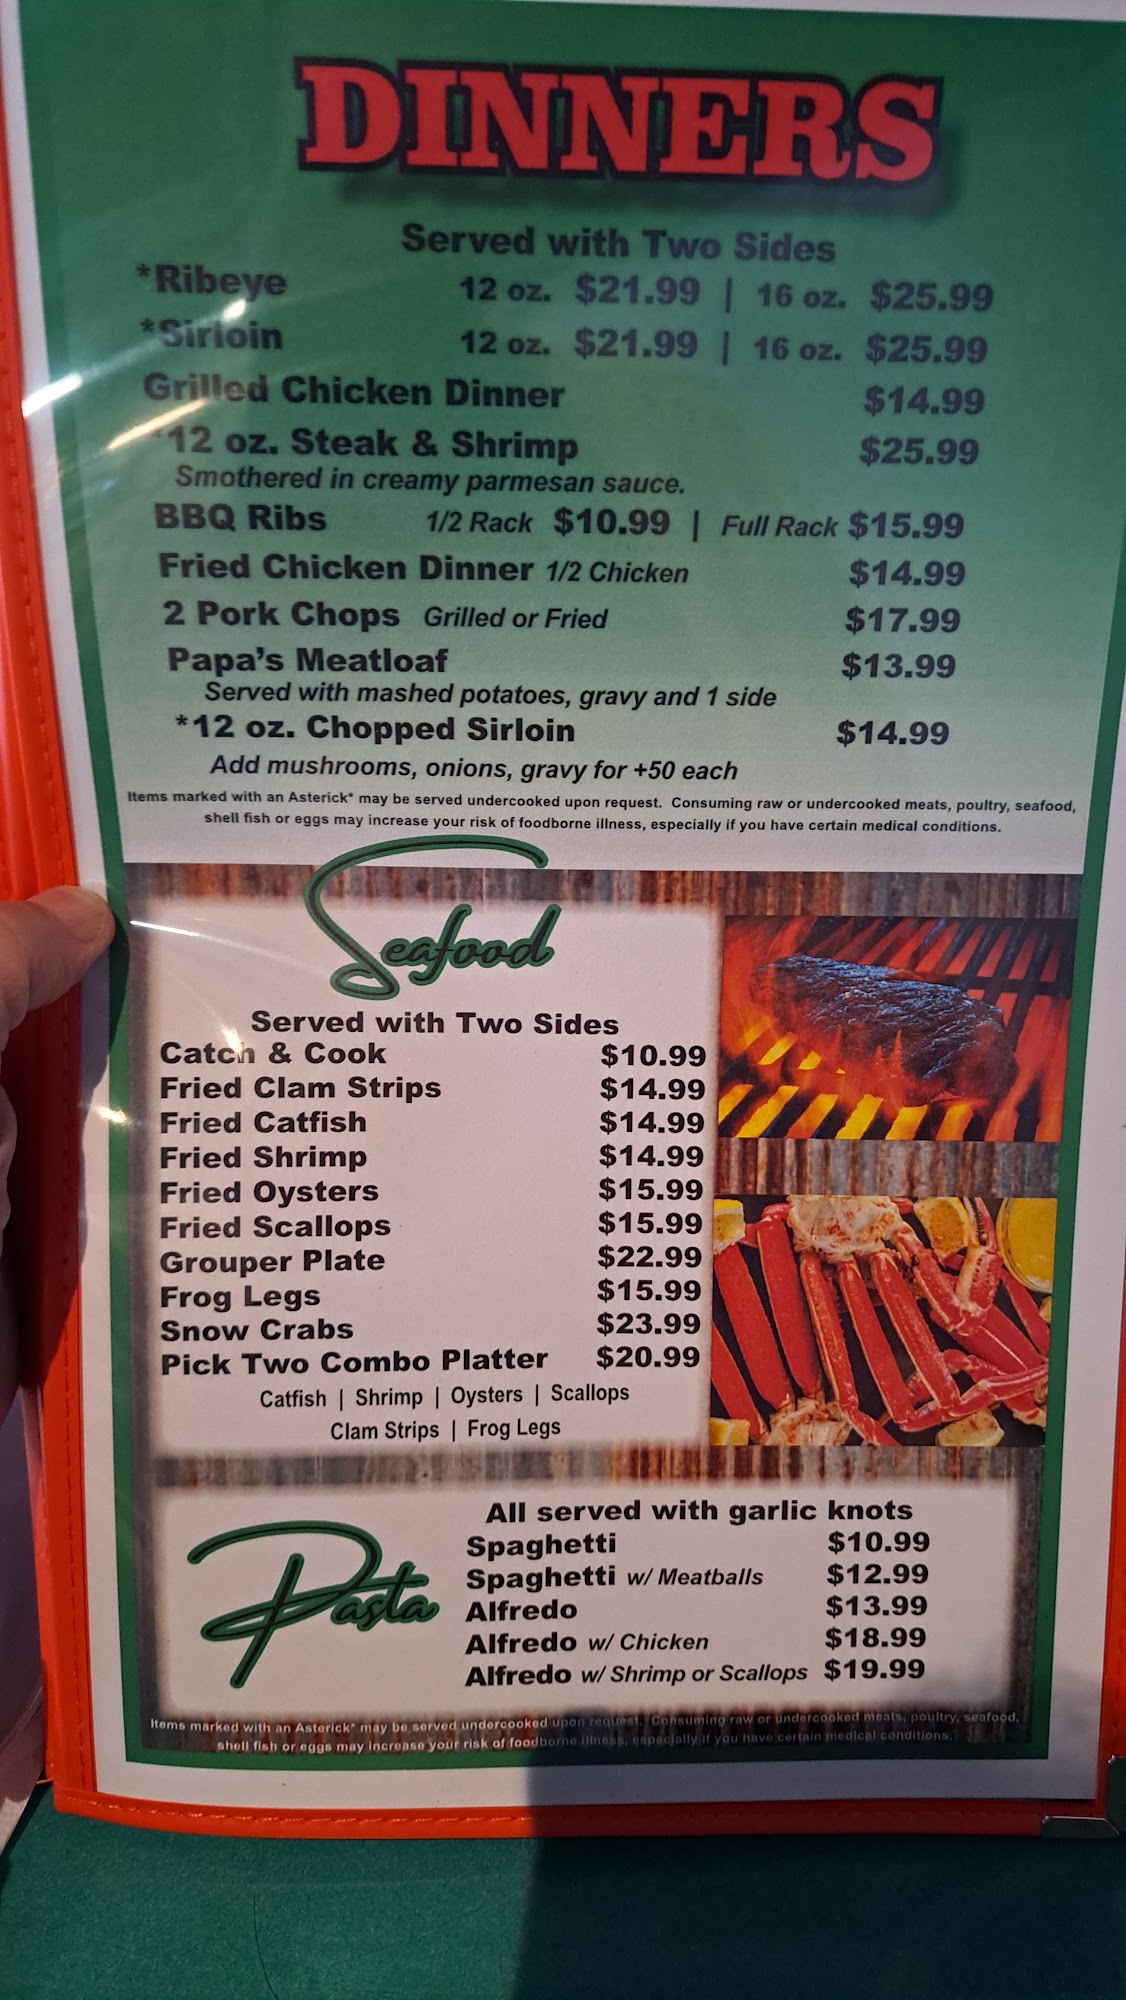 DINNERS
Served with Two Sides
*Ribeye 12 oz. $21.99 | 16 oz. $25.99
*Sirloin 12 oz. $21.99 | 16 oz. $25.99
Grilled Chicken Dinner $14.99
*12 oz. Steak & Shrimp $25.99
Smothered in creamy parmesan sauce.
BBQ Ribs 1/2 Rack $10.99 | Full Rack $15.99
Fried Chicken Dinner 1/2 Chicken $14.99
2 Pork Chops Grilled or Fried $17.99
Papa's Meatloaf $13.99
Served with mashed potatoes, gravy and 1 side
*12 oz. Chopped Sirloin $14.99
Add mushrooms, onions, gravy for +50 each
Items marked with an Asterick* may be served undercooked upon request. Consuming raw or undercooked meats, poultry, seafood,
shell fish or eggs may increase your risk of foodborne illness, especially if you have certain medical conditions.
Seafood
Served with Two Sides
Catch & Cook $10.99
Fried Clam Strips $14.99
Fried Catfish $14.99
Fried Shrimp $14.99
Fried Oysters $15.99
Fried Scallops $15.99
Grouper Plate $22.99
Frog Legs $15.99
Snow Crabs $23.99
Pick Two Combo Platter $20.99
Catfish | Shrimp | Oysters | Scallops
Clam Strips | Frog Legs
Pasta
All served with garlic knots
Spaghetti $10.99
Spaghetti w/ Meatballs $12.99
Alfredo $13.99
Alfredo w/ Chicken $18.99
Alfredo w/ Shrimp or Scallops $19.99
Items marked with an Asterick* may be served undercooked upon request. Consuming raw or undercooked meats, poultry, seafood,
shell fish or eggs may increase your risk of foodborne illness, especially if you have certain medical conditions.